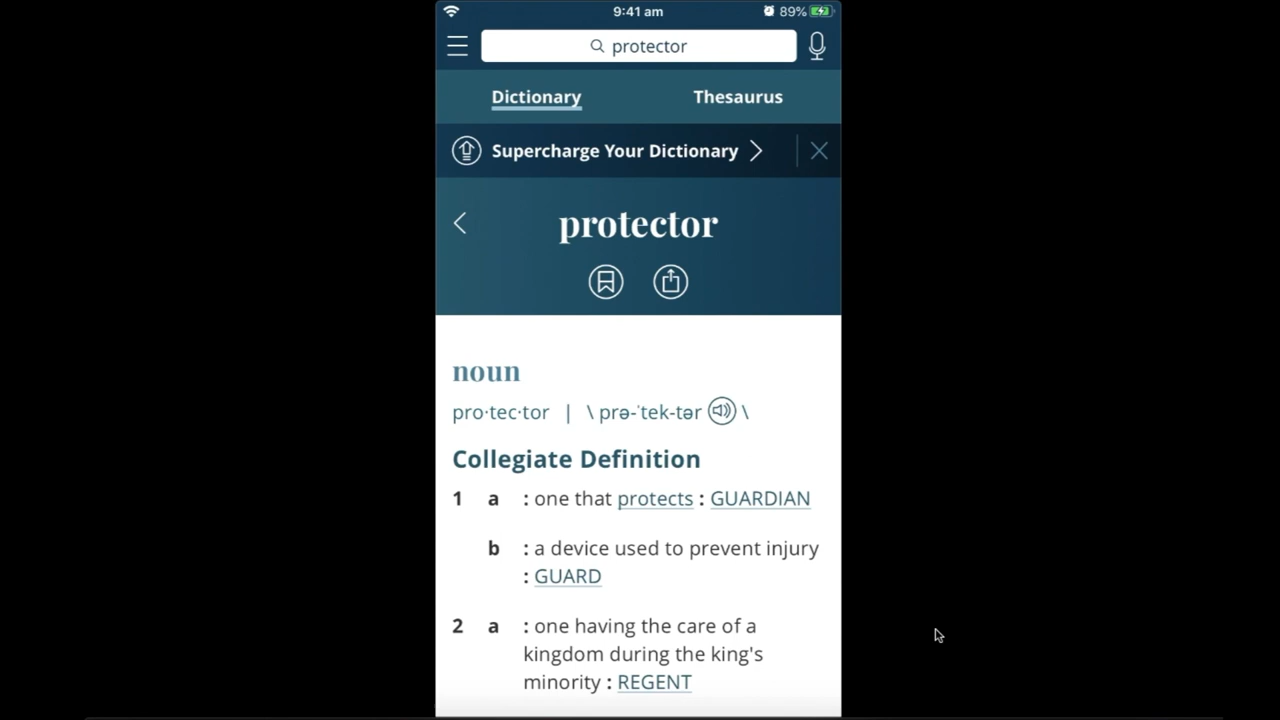 9:41 am 89%
protector
Dictionary Thesaurus
Supercharge Your Dictionary
protector
noun
pro·tec·tor | \ prə-ˈtek-tər \
Collegiate Definition
1 a : one that protects : GUARDIAN
b : a device used to prevent injury
: GUARD
2 a : one having the care of a
kingdom during the king's
minority : REGENT